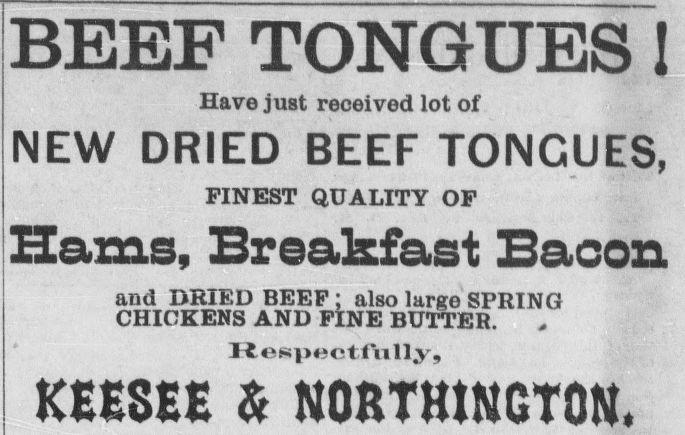 BEEF TONGUES!
Have just received lot of
NEW DRIED BEEF TONGUES,
FINEST QUALITY OF
Hams, Breakfast Bacon
and DRIED BEEF; also large SPRING
CHICKENS AND FINE BUTTER.
Respectfully,
KEESEE & NORTHINGTON.